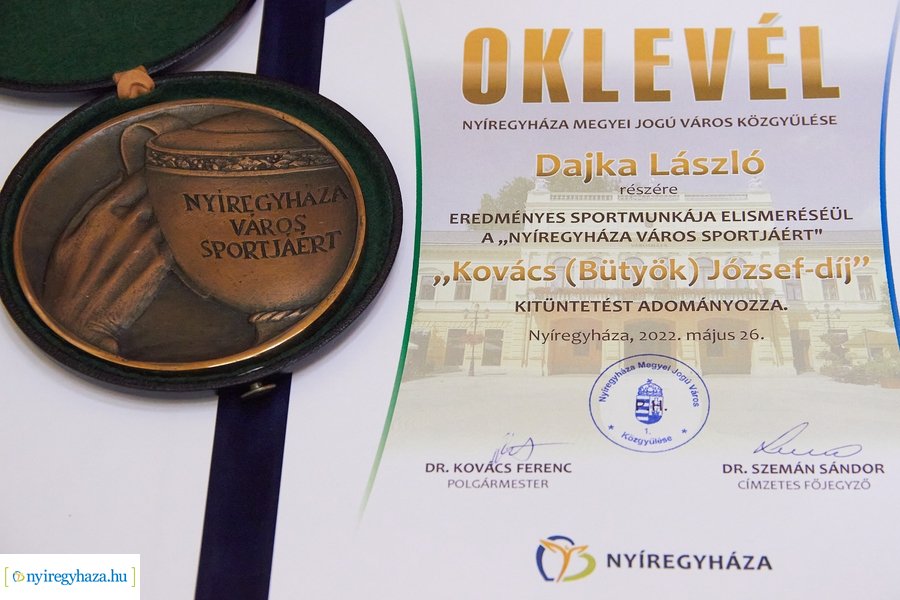 NYÍREGYHÁZA
VÁROS
SPORTJÁÉRT
OKLEVÉL
NYÍREGYHÁZA MEGYEI JOGÚ VÁROS KÖZGYŰLÉSE
Dajka László
részére
EREDMÉNYES SPORTMUNKÁJA ELISMERÉSÉÜL
A „NYÍREGYHÁZA VÁROS SPORTJÁÉRT"
„Kovács (Bütyök) József-díj”
KITÜNTETÉST ADOMÁNYOZZA.
Nyíregyháza, 2022. május 26.
Nyíregyháza Megyei Jogú Város
P.H.
1.
* Közgyűlése *
DR. KOVÁCS FERENC
POLGÁRMESTER
DR. SZEMÁN SÁNDOR
CÍMZETES FŐJEGYZŐ
NYÍREGYHÁZA
[nyiregyhaza.hu]